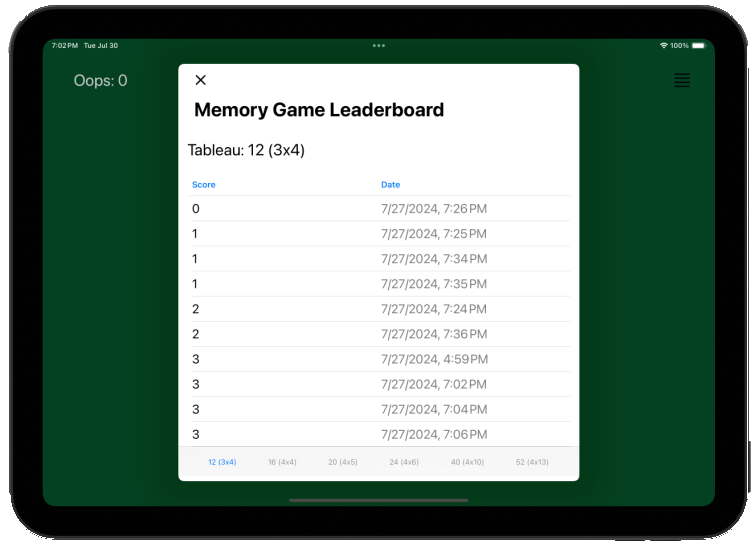 7:02 PM Tue Jul 30 100%
Oops: 0
Memory Game Leaderboard
Tableau: 12 (3x4)
Score Date
0 7/27/2024, 7:26 PM
1 7/27/2024, 7:25 PM
1 7/27/2024, 7:34 PM
1 7/27/2024, 7:35 PM
2 7/27/2024, 7:24 PM
2 7/27/2024, 7:36 PM
3 7/27/2024, 4:59 PM
3 7/27/2024, 7:02 PM
3 7/27/2024, 7:04 PM
3 7/27/2024, 7:06 PM
12 (3x4) 16 (4x4) 20 (4x5) 24 (4x6) 40 (4x10) 52 (4x13)